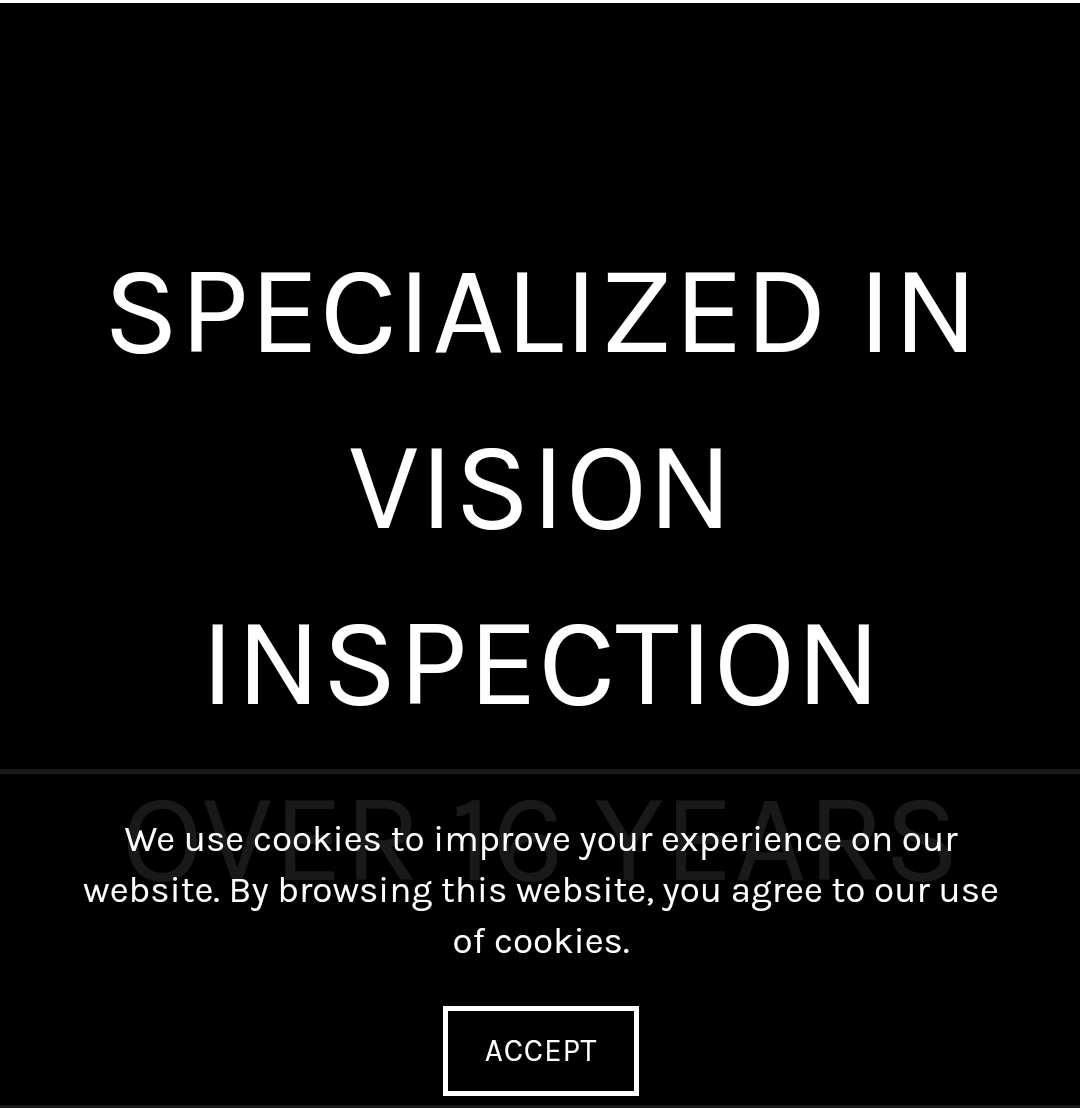 SPECIALIZED IN
VISION
INSPECTION
OVER 16 YEARS
We use cookies to improve your experience on our
website. By browsing this website, you agree to our use
of cookies.
ACCEPT